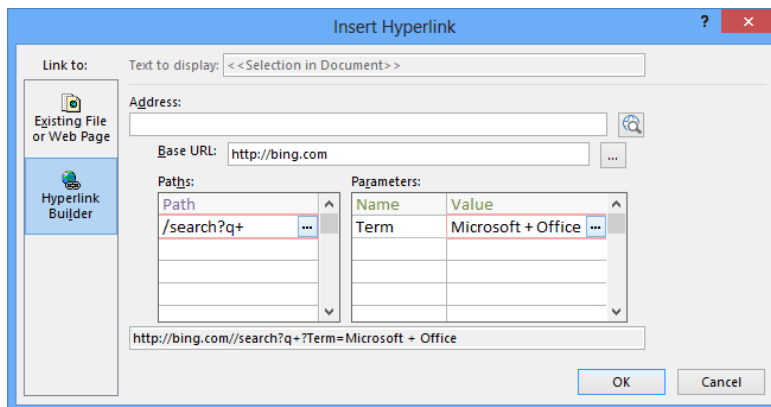 Insert Hyperlink
? ×
Link to:
Text to display: <<Selection in Document>>
Existing File
or Web Page
Hyperlink
Builder
Address:
Base URL: http://bing.com ...
Paths:
Path
/search?q+ ...
Parameters:
Name Value
Term Microsoft + Office ...
http://bing.com//search?q+?Term=Microsoft + Office
OK Cancel